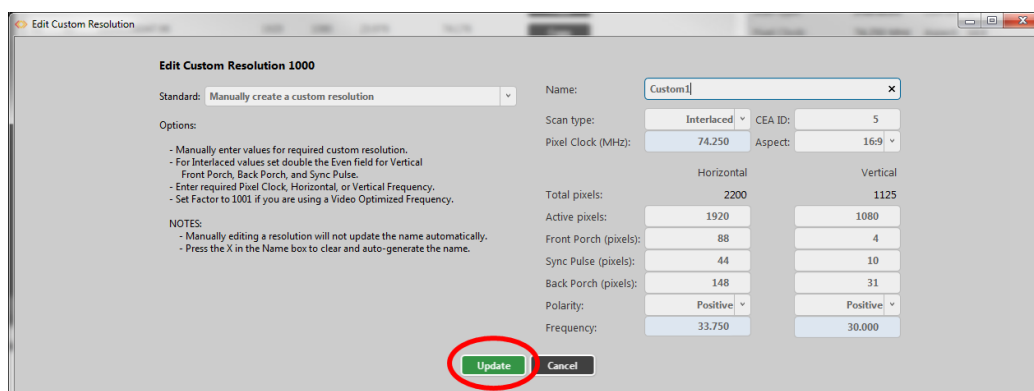 Edit Custom Resolution
Edit Custom Resolution 1000
Standard: Manually create a custom resolution
Options:
- Manually enter values for required custom resolution.
- For Interlaced values set double the Even field for Vertical
Front Porch, Back Porch, and Sync Pulse.
- Enter required Pixel Clock, Horizontal, or Vertical Frequency.
- Set Factor to 1001 if you are using a Video Optimized Frequency.
NOTES:
- Manually editing a resolution will not update the name automatically.
- Press the X in the Name box to clear and auto-generate the name.
Name: Custom1
Scan type: Interlaced CEA ID: 5
Pixel Clock (MHz): 74.250 Aspect: 16:9
Horizontal Vertical
Total pixels: 2200 1125
Active pixels: 1920 1080
Front Porch (pixels): 88 4
Sync Pulse (pixels): 44 10
Back Porch (pixels): 148 31
Polarity: Positive Positive
Frequency: 33.750 30.000
Update Cancel